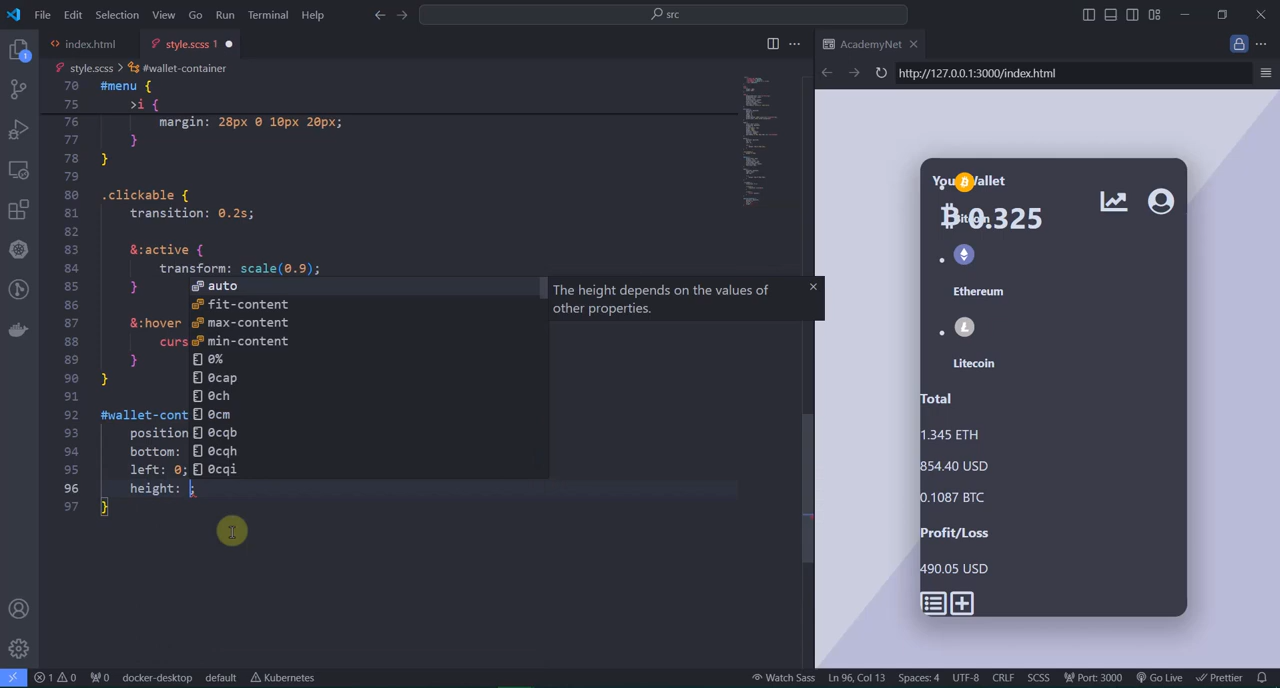 File Edit Selection View Go Run Terminal Help
src
index.html
style.scss 1
AcademyNet
style.scss > #wallet-container
http://127.0.0.1:3000/index.html
70 #menu {
75 >i {
76 margin: 28px 0 10px 20px;
77 }
78 }
79
80 .clickable {
81 transition: 0.2s;
82
83 &:active {
84 transform: scale(0.9);
85 }
86
87 &:hover
88 curs
89 }
90 }
91
92 #wallet-cont
93 position
94 bottom:
95 left: 0;
96 height: ;
97 }
auto
fit-content
max-content
min-content
0%
0cap
0ch
0cm
0cqb
0cqh
0cqi
The height depends on the values of
other properties.
1
Wallet
0.325
Bitcoin
Ethereum
Litecoin
Total
1.345 ETH
854.40 USD
0.1087 BTC
Profit/Loss
490.05 USD
1 0 0 docker-desktop default Kubernetes
Watch Sass Ln 96, Col 13 Spaces: 4 UTF-8 CRLF SCSS Port: 3000 Go Live Prettier